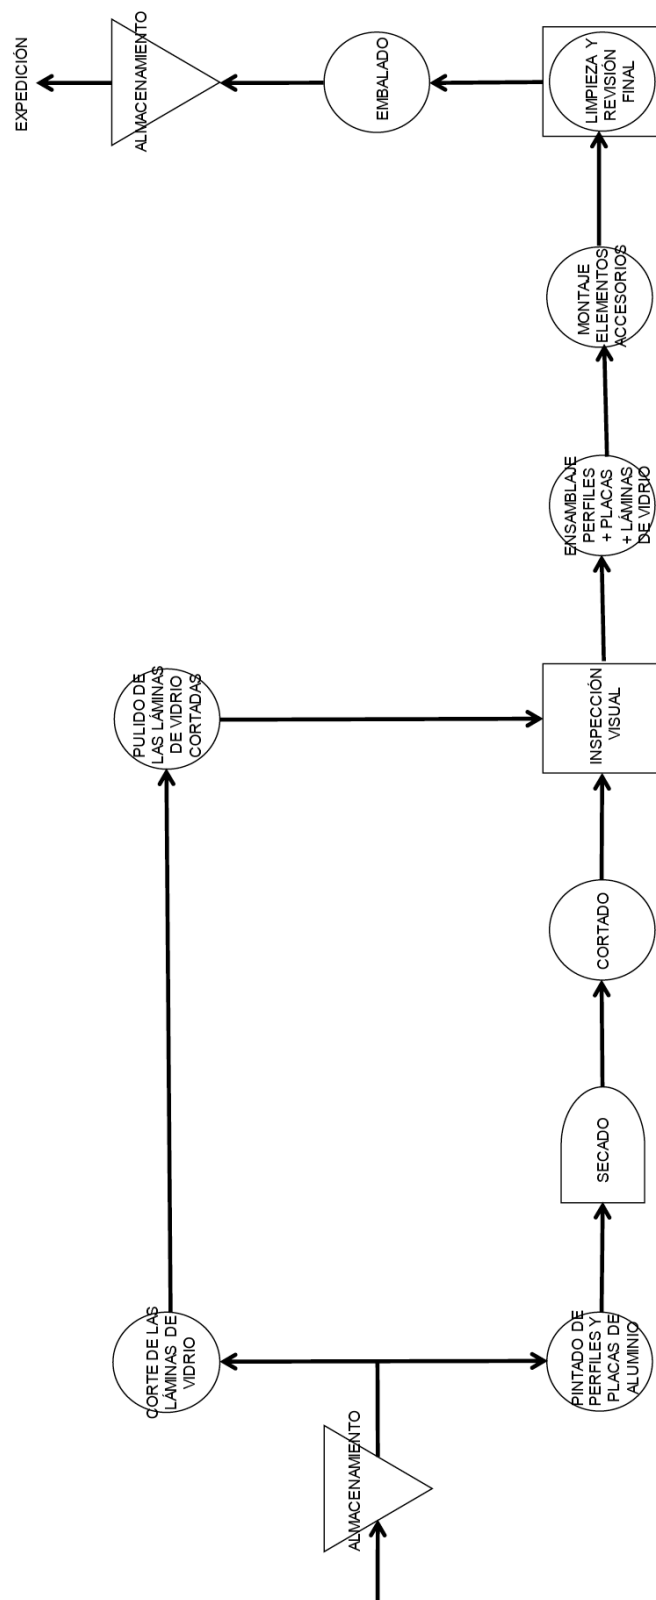 ALMACENAMIENTO
CORTE DE LAS
LÁMINAS DE
VIDRIO
PULIDO DE
LAS LÁMINAS
DE VIDRIO
CORTADAS
PINTADO DE
PERFILES Y
PLACAS DE
ALUMINIO
SECADO
CORTADO
INSPECCIÓN
VISUAL
ENSAMBLAJE
PERFILES
+ PLACAS
+ LÁMINAS
DE VIDRIO
MONTAJE
ELEMENTOS
ACCESORIOS
LIMPIEZA Y
REVISIÓN
FINAL
EMBALADO
ALMACENAMIENTO
EXPEDICIÓN